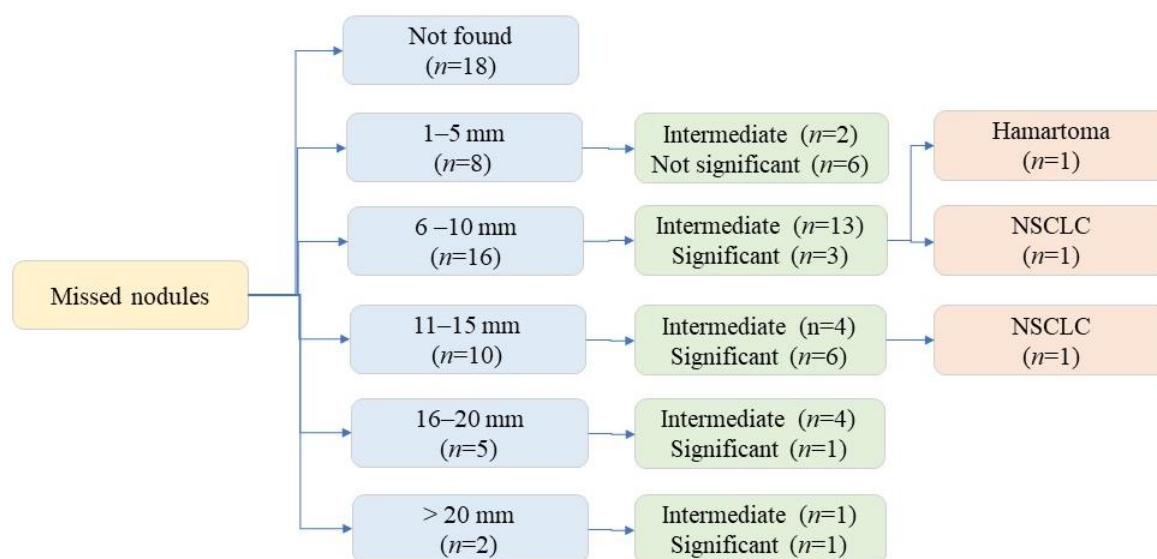 Not found
(n=18)
1–5 mm
(n=8)
Intermediate (n=2)
Not significant (n=6)
Hamartoma
(n=1)
6 –10 mm
(n=16)
Intermediate (n=13)
Significant (n=3)
NSCLC
(n=1)
Missed nodules
11–15 mm
(n=10)
Intermediate (n=4)
Significant (n=6)
NSCLC
(n=1)
16–20 mm
(n=5)
Intermediate (n=4)
Significant (n=1)
> 20 mm
(n=2)
Intermediate (n=1)
Significant (n=1)